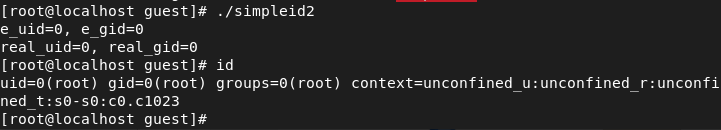 [root@localhost guest]# ./simpleid2
e_uid=0, e_gid=0
real_uid=0, real_gid=0
[root@localhost guest]# id
uid=0(root) gid=0(root) groups=0(root) context=unconfined_u:unconfined_r:unconfi
ned_t:s0-s0:c0.c1023
[root@localhost guest]#